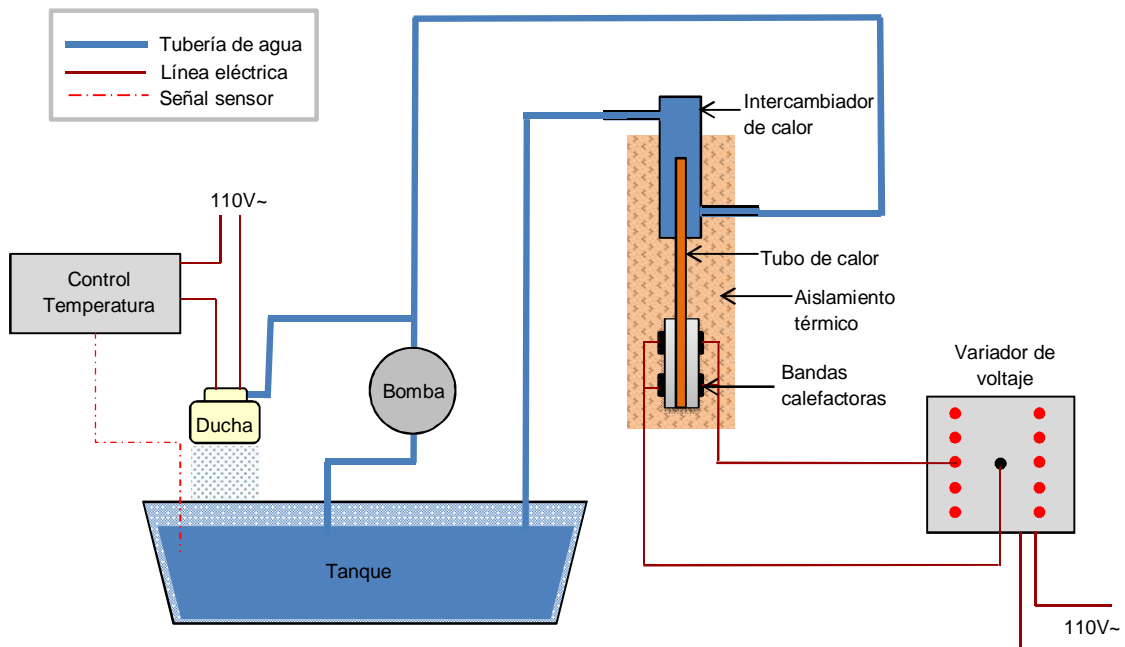 Tubería de agua
Línea eléctrica
Señal sensor
Intercambiador
de calor
110V~
Control
Temperatura
Tubo de calor
Aislamiento
térmico
Variador de
voltaje
Bandas
calefactoras
Bomba
Ducha
Tanque
110V~